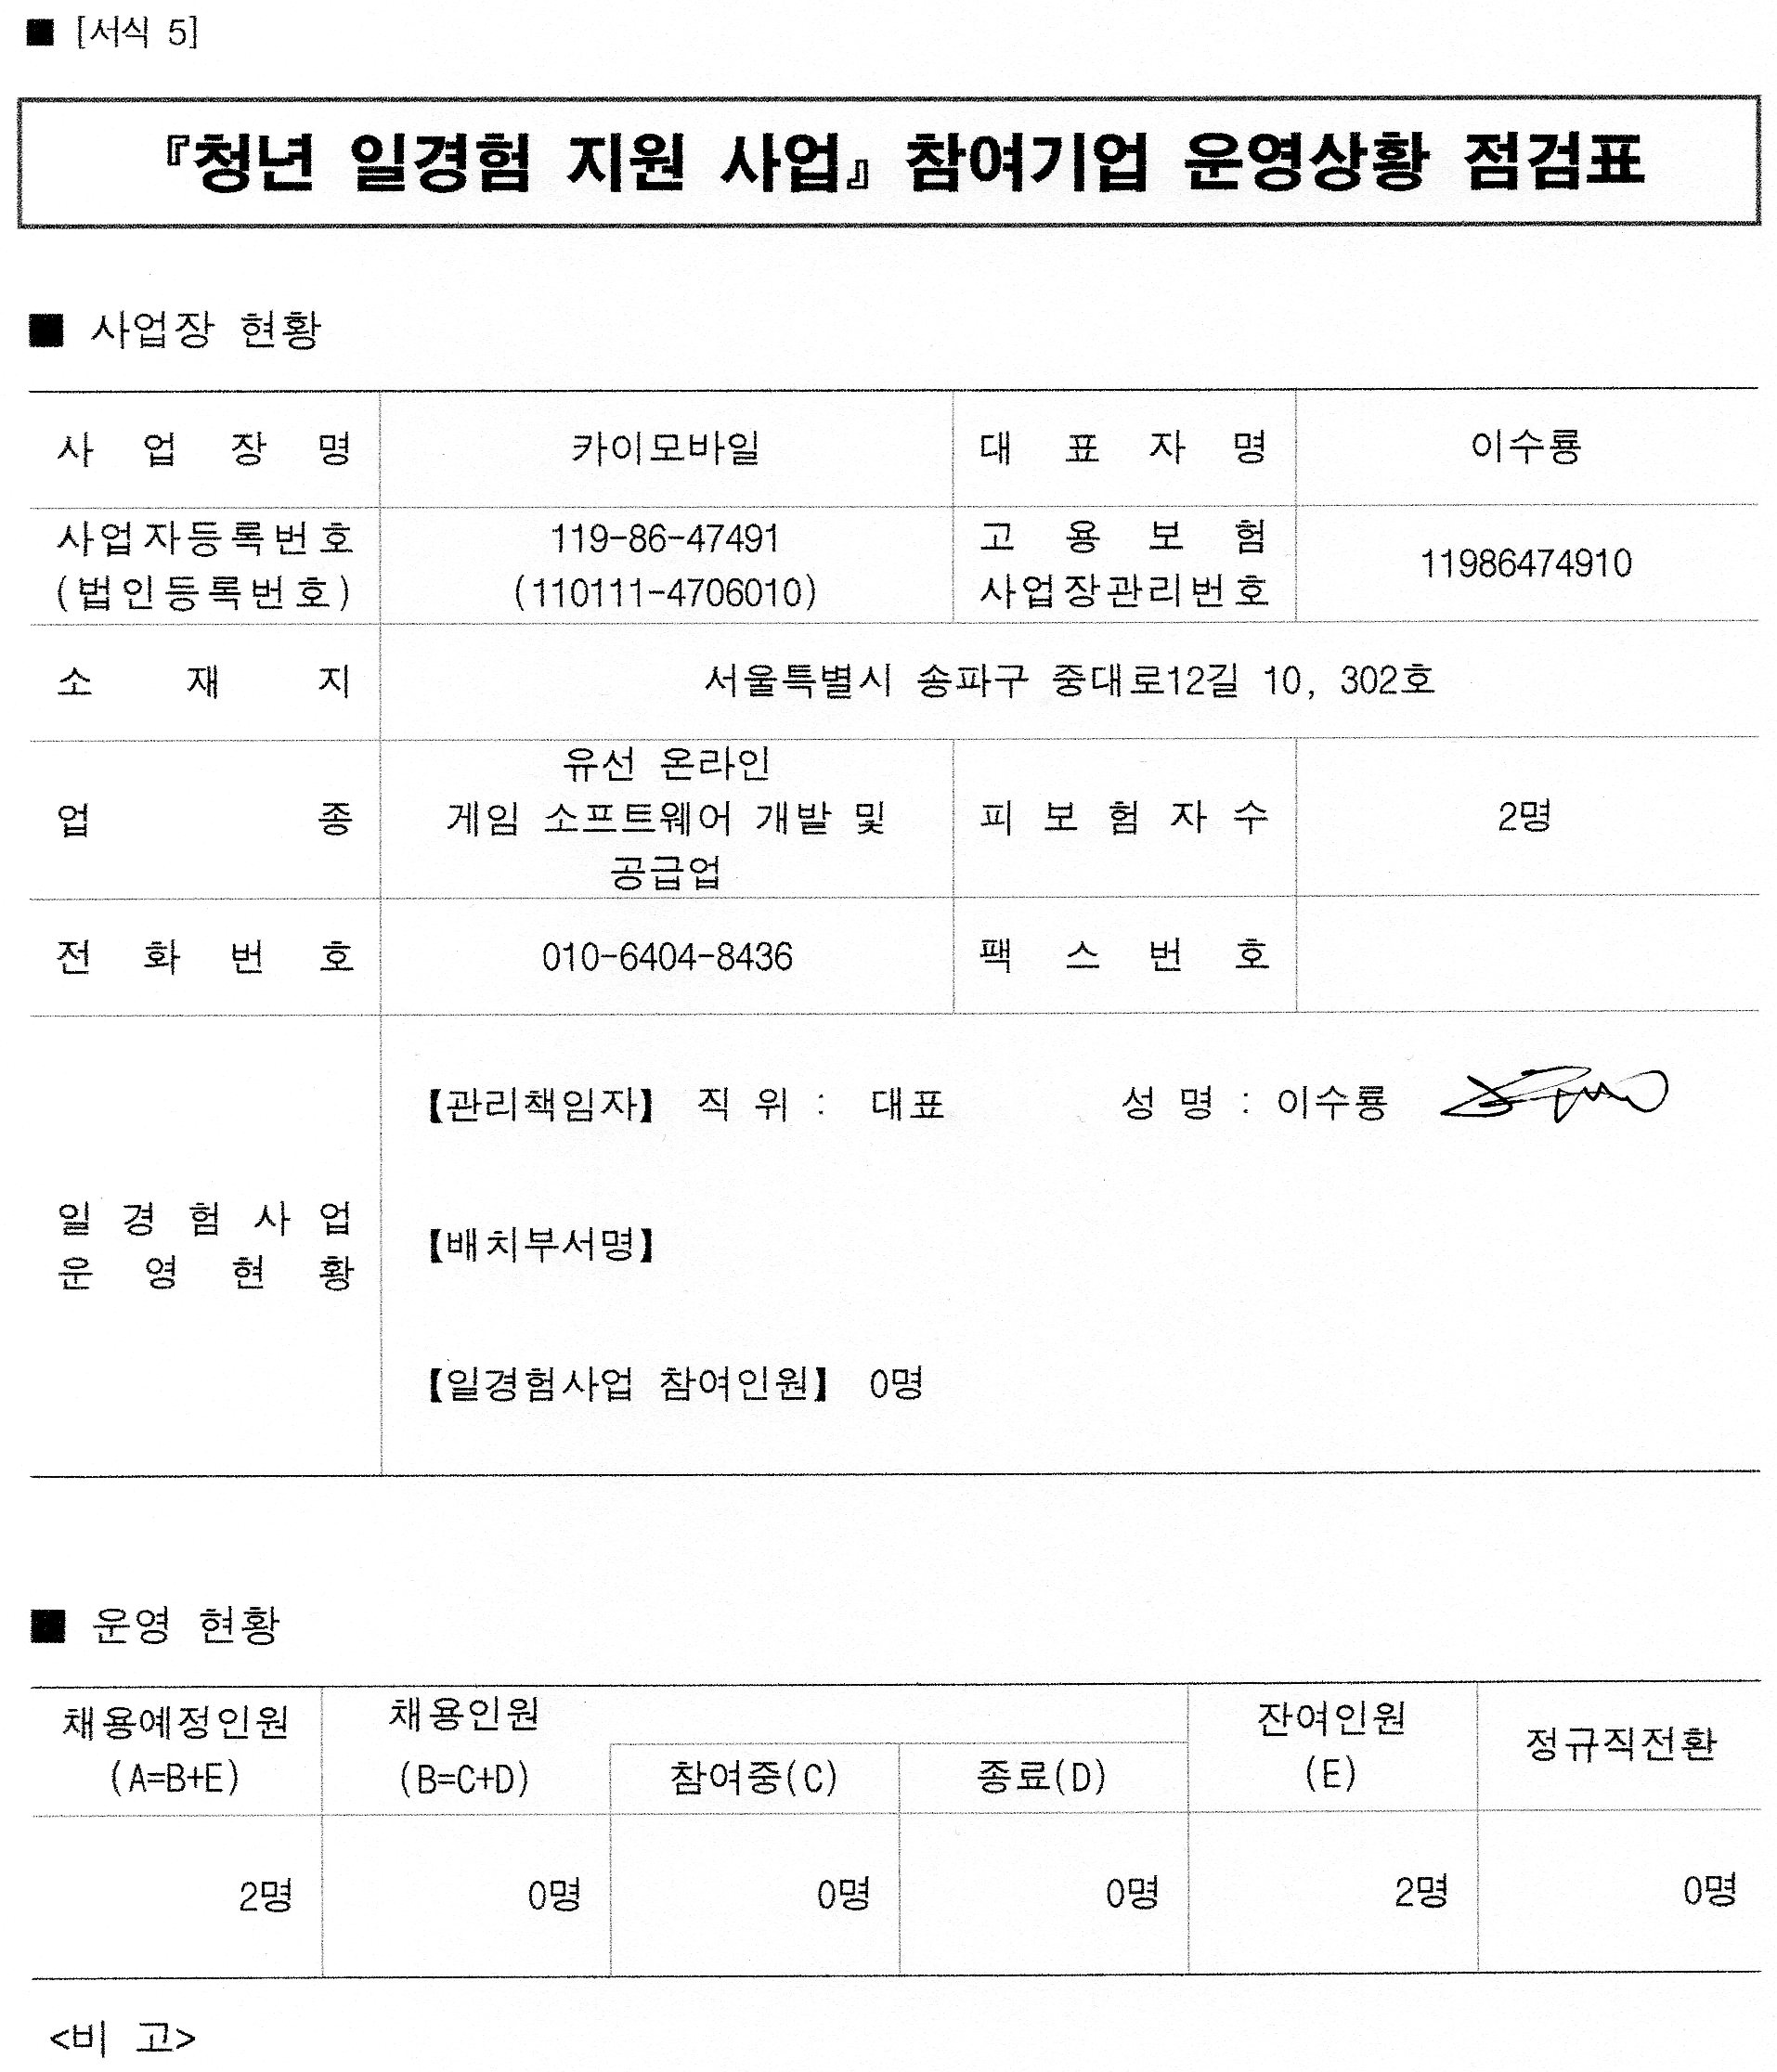 ■ [서식 5]
『청년 일경험 지원 사업』 참여기업 운영상황 점검표
■ 사업장 현황
사 업 장 명 카이모바일 대 표 자 명 이수룡
사업자등록번호 (법인등록번호) 119-86-47491 (110111-4706010) 고 용 보 험 사업장관리번호 11986474910
소 재 지 서울특별시 송파구 중대로12길 10, 302호
업 종 유선 온라인 게임 소프트웨어 개발 및 공급업 피 보 험 자 수 2명
전 화 번 호 010-6404-8436 팩 스 번 호
일 경 험 사 업 운 영 현 황
【관리책임자】 직 위 : 대표 성 명 : 이수룡
【배치부서명】
【일경험사업 참여인원】 0명
■ 운영 현황
채용예정인원 (A=B+E) 채용인원 (B=C+D) 참여중(C) 종료(D) 잔여인원 (E) 정규직전환
2명 0명 0명 0명 2명 0명
<비 고>